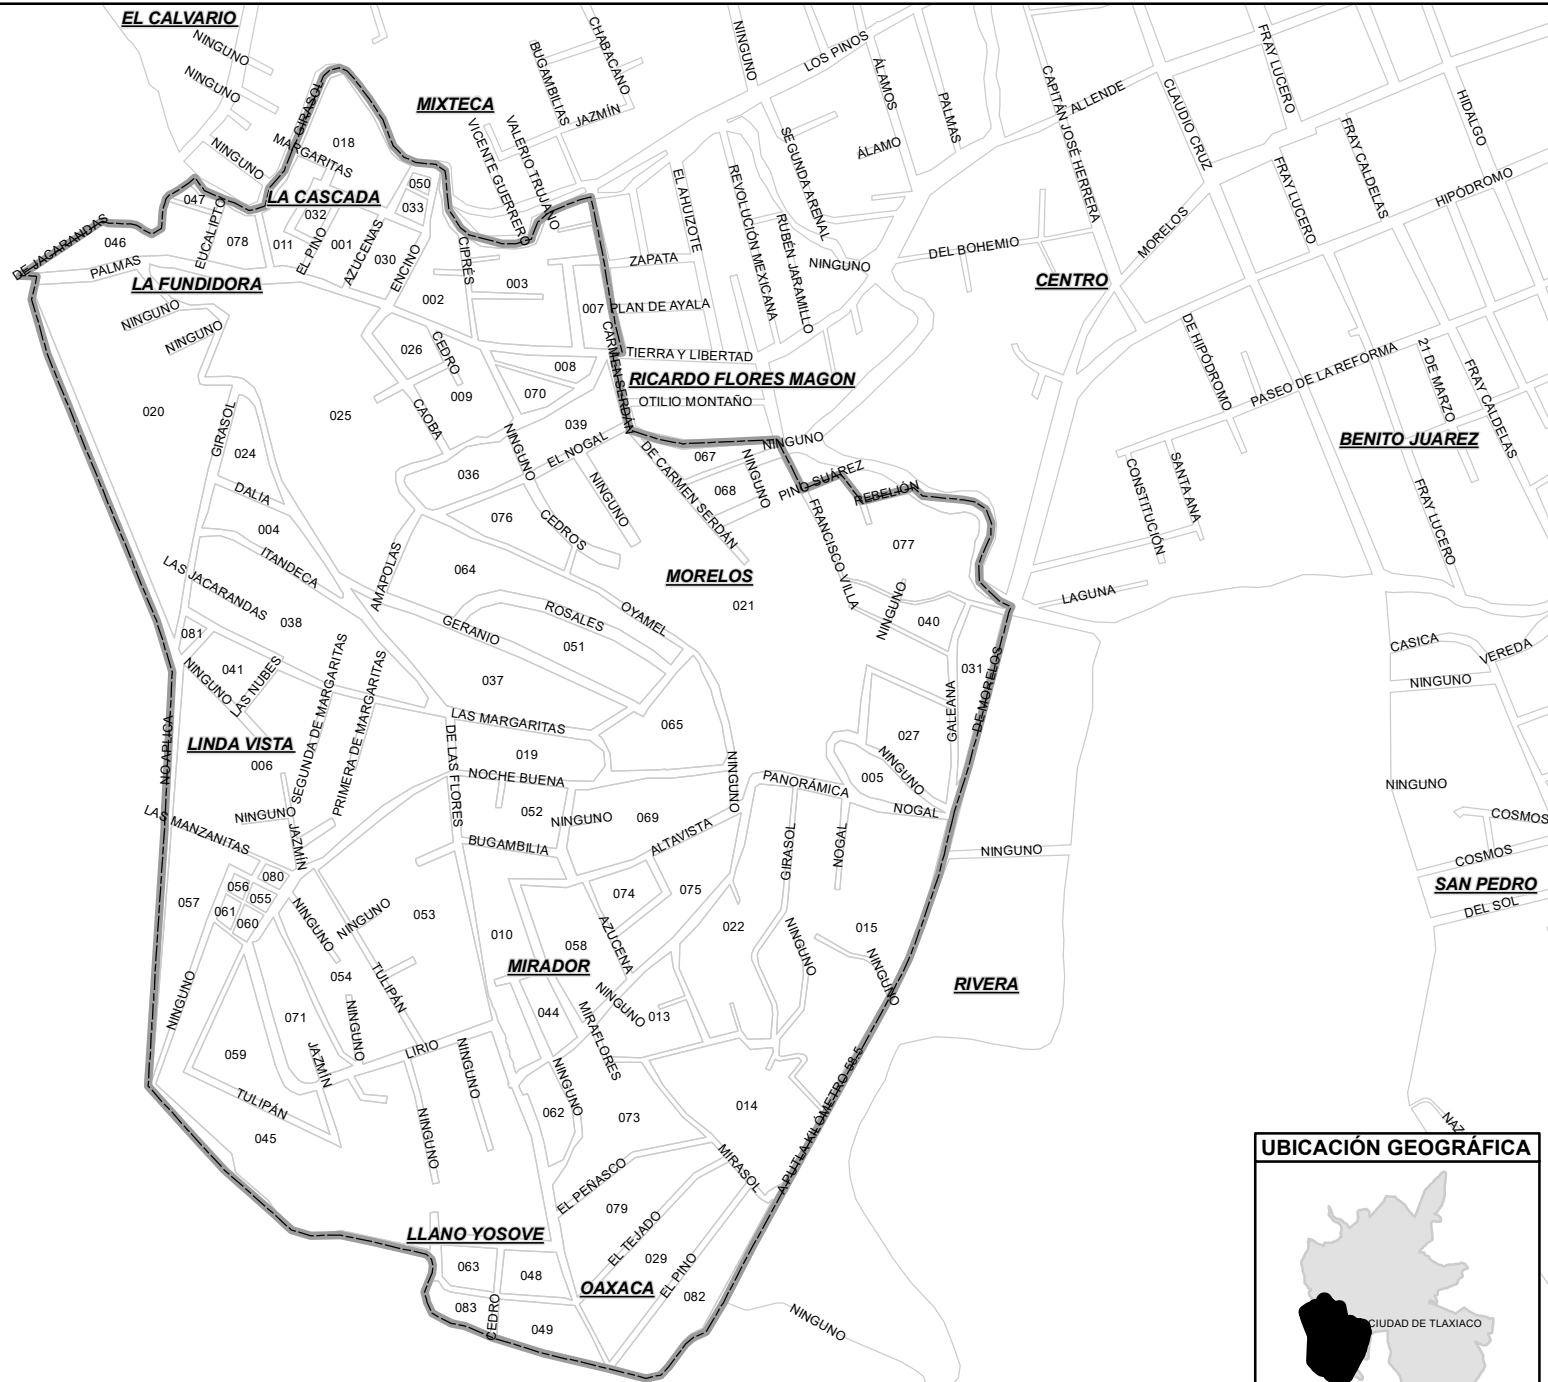 EL CALVARIO
NINGUNO
NINGUNO
NINGUNO
GIRASOL
MARGARITAS
018
MIXTECA
BUGAMBILIAS
CHABACANO
JAZMÍN
VICENTE GUERRERO
VALERIO TRUJANO
NINGUNO
LOS PINOS
ÁLAMOS
PALMAS
ÁLAMO
SEGUNDA ARENAL
CAPITÁN JOSÉ HERRERA
ALLENDE
CLAUDIO CRUZ
FRAY LUCERO
FRAY CALDELAS
HIDALGO
HIPÓDROMO
FRAY LUCERO
MORELOS
LA CASCADA
047
050
033
032
046
DE JACARANDAS
EUCALIPTO
078
011
EL PINO
001
AZUCENAS
030
ENCINO
CIPRÉS
PALMAS
LA FUNDIDORA
002
003
007
EL AHUIZOTE
ZAPATA
PLAN DE AYALA
REVOLUCIÓN MEXICANA
RUBÉN JARAMILLO
NINGUNO
DEL BOHEMIO
CENTRO
NINGUNO
NINGUNO
026
CEDRO
CARMEN SERDÁN
TIERRA Y LIBERTAD
008
RICARDO FLORES MAGON
OTILIO MONTAÑO
DE HIPÓDROMO
PASEO DE LA REFORMA
21 DE MARZO
FRAY CALDELAS
BENITO JUAREZ
009
070
039
020
025
GIRASOL
CAOBA
024
036
NINGUNO
EL NOGAL
NINGUNO
067
NINGUNO
NINGUNO
068
DE CARMEN SERDÁN
PINO SUÁREZ
REBELIÓN
CONSTITUCIÓN
SANTA ANA
FRAY LUCERO
DALIA
004
076
CEDROS
FRANCISCO VILLA
077
ITANDECA
AMAPOLAS
064
MORELOS
021
LAS JACARANDAS
038
GERANIO
ROSALES
OYAMEL
051
NINGUNO
040
LAGUNA
081
041
NINGUNO
LAS NUBES
SEGUNDA DE MARGARITAS
PRIMERA DE MARGARITAS
037
031
GALEANA
DE MORELOS
CASICA
VEREDA
NINGUNO
NO APLICA
LINDA VISTA
006
LAS MARGARITAS
065
DE LAS FLORES
019
NOCHE BUENA
027
NINGUNO
005
PANORÁMICA
NOGAL
NINGUNO
NINGUNO
NINGUNO
JAZMÍN
LAS MANZANITAS
052
NINGUNO
069
ALTAVISTA
BUGAMBILIA
GIRASOL
NOGAL
NINGUNO
COSMOS
COSMOS
SAN PEDRO
DEL SOL
080
056
055
057
061
060
NINGUNO
NINGUNO
053
074
075
AZUCENA
022
015
NINGUNO
NINGUNO
010
058
MIRADOR
RIVERA
054
TULIPÁN
NINGUNO
071
NINGUNO
044
NINGUNO
013
MIRAFLORES
059
JAZMÍN
LIRIO
NINGUNO
NINGUNO
TULIPÁN
045
NINGUNO
062
073
014
A PUTLA KILÓMETRO 58.5
NAZ
MIRASOL
EL PEÑASCO
079
LLANO YOSOVE
EL TEJADO
029
EL PINO
063
048
OAXACA
082
083
CEDRO
049
NINGUNO
UBICACIÓN GEOGRÁFICA
CIUDAD DE TLAXIACO